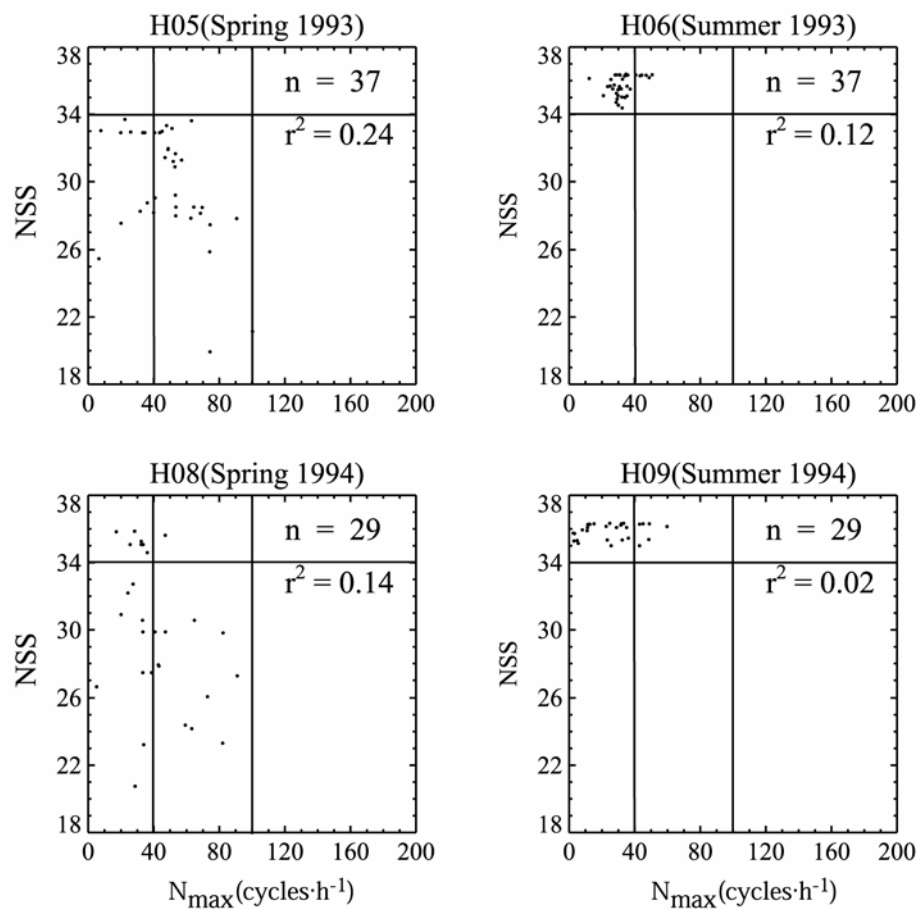 H05(Spring 1993)
38
34
30
26
22
18
NSS
n = 37
r² = 0.24
0 40 80 120 160 200
H06(Summer 1993)
38
34
30
26
22
18
NSS
n = 37
r² = 0.12
0 40 80 120 160 200
H08(Spring 1994)
38
34
30
26
22
18
NSS
n = 29
r² = 0.14
0 40 80 120 160 200
Nmax(cycles·h⁻¹)
H09(Summer 1994)
38
34
30
26
22
18
NSS
n = 29
r² = 0.02
0 40 80 120 160 200
Nmax(cycles·h⁻¹)